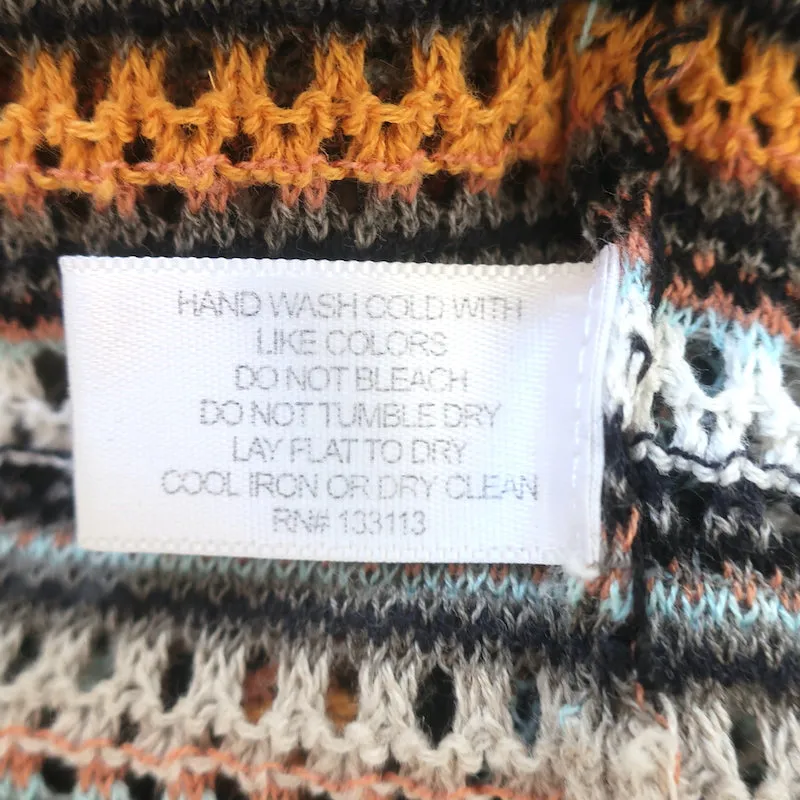 HAND WASH COLD WITH
LIKE COLORS
DO NOT BLEACH
DO NOT TUMBLE DRY
LAY FLAT TO DRY
COOL IRON OR DRY CLEAN
RN# 133113